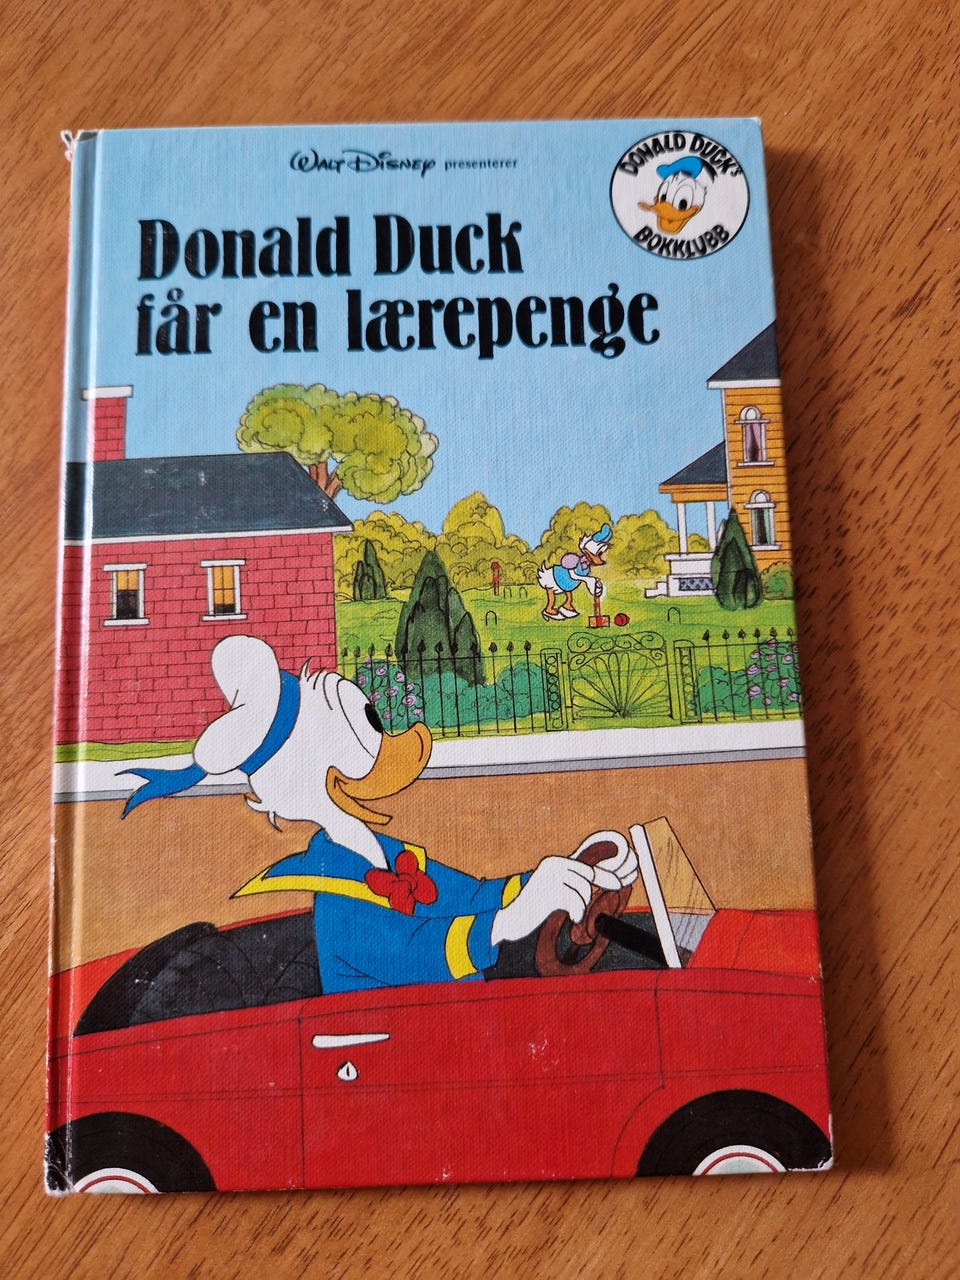 WALT DISNEY presenterer
DONALD DUCK's
BOKKLUBB
Donald Duck
får en lærepenge